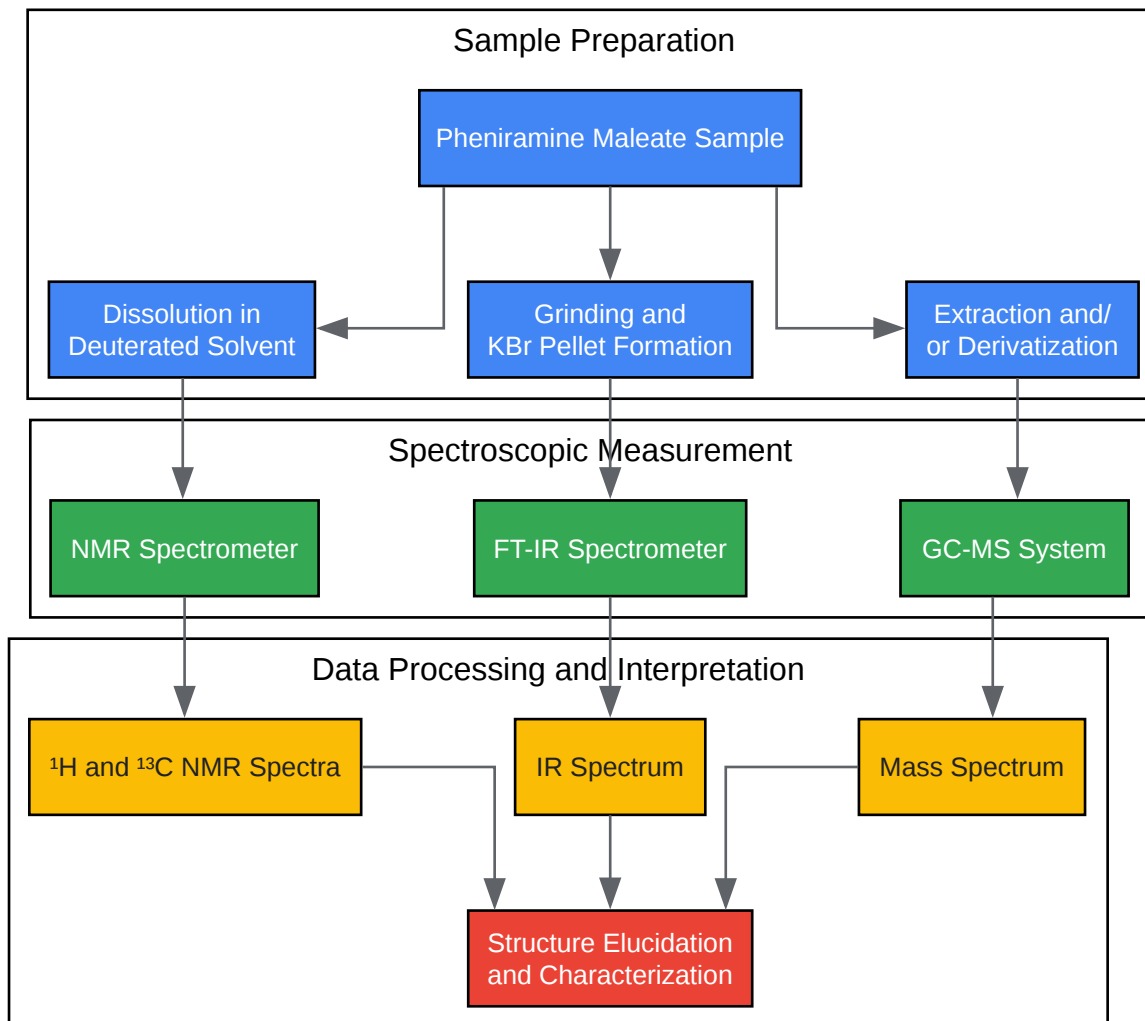 Sample Preparation
Pheniramine Maleate Sample
Dissolution in
Deuterated Solvent
Grinding and
KBr Pellet Formation
Extraction and/
or Derivatization
Spectroscopic Measurement
NMR Spectrometer
FT-IR Spectrometer
GC-MS System
Data Processing and Interpretation
¹H and ¹³C NMR Spectra
IR Spectrum
Mass Spectrum
Structure Elucidation
and Characterization